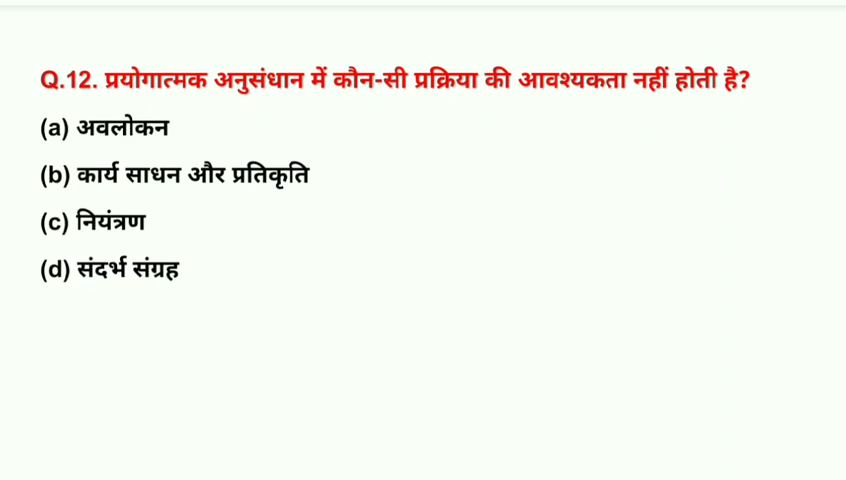 Q.12. प्रयोगात्मक अनुसंधान में कौन-सी प्रक्रिया की आवश्यकता नहीं होती है?
(a) अवलोकन
(b) कार्य साधन और प्रतिकृति
(c) नियंत्रण
(d) संदर्भ संग्रह